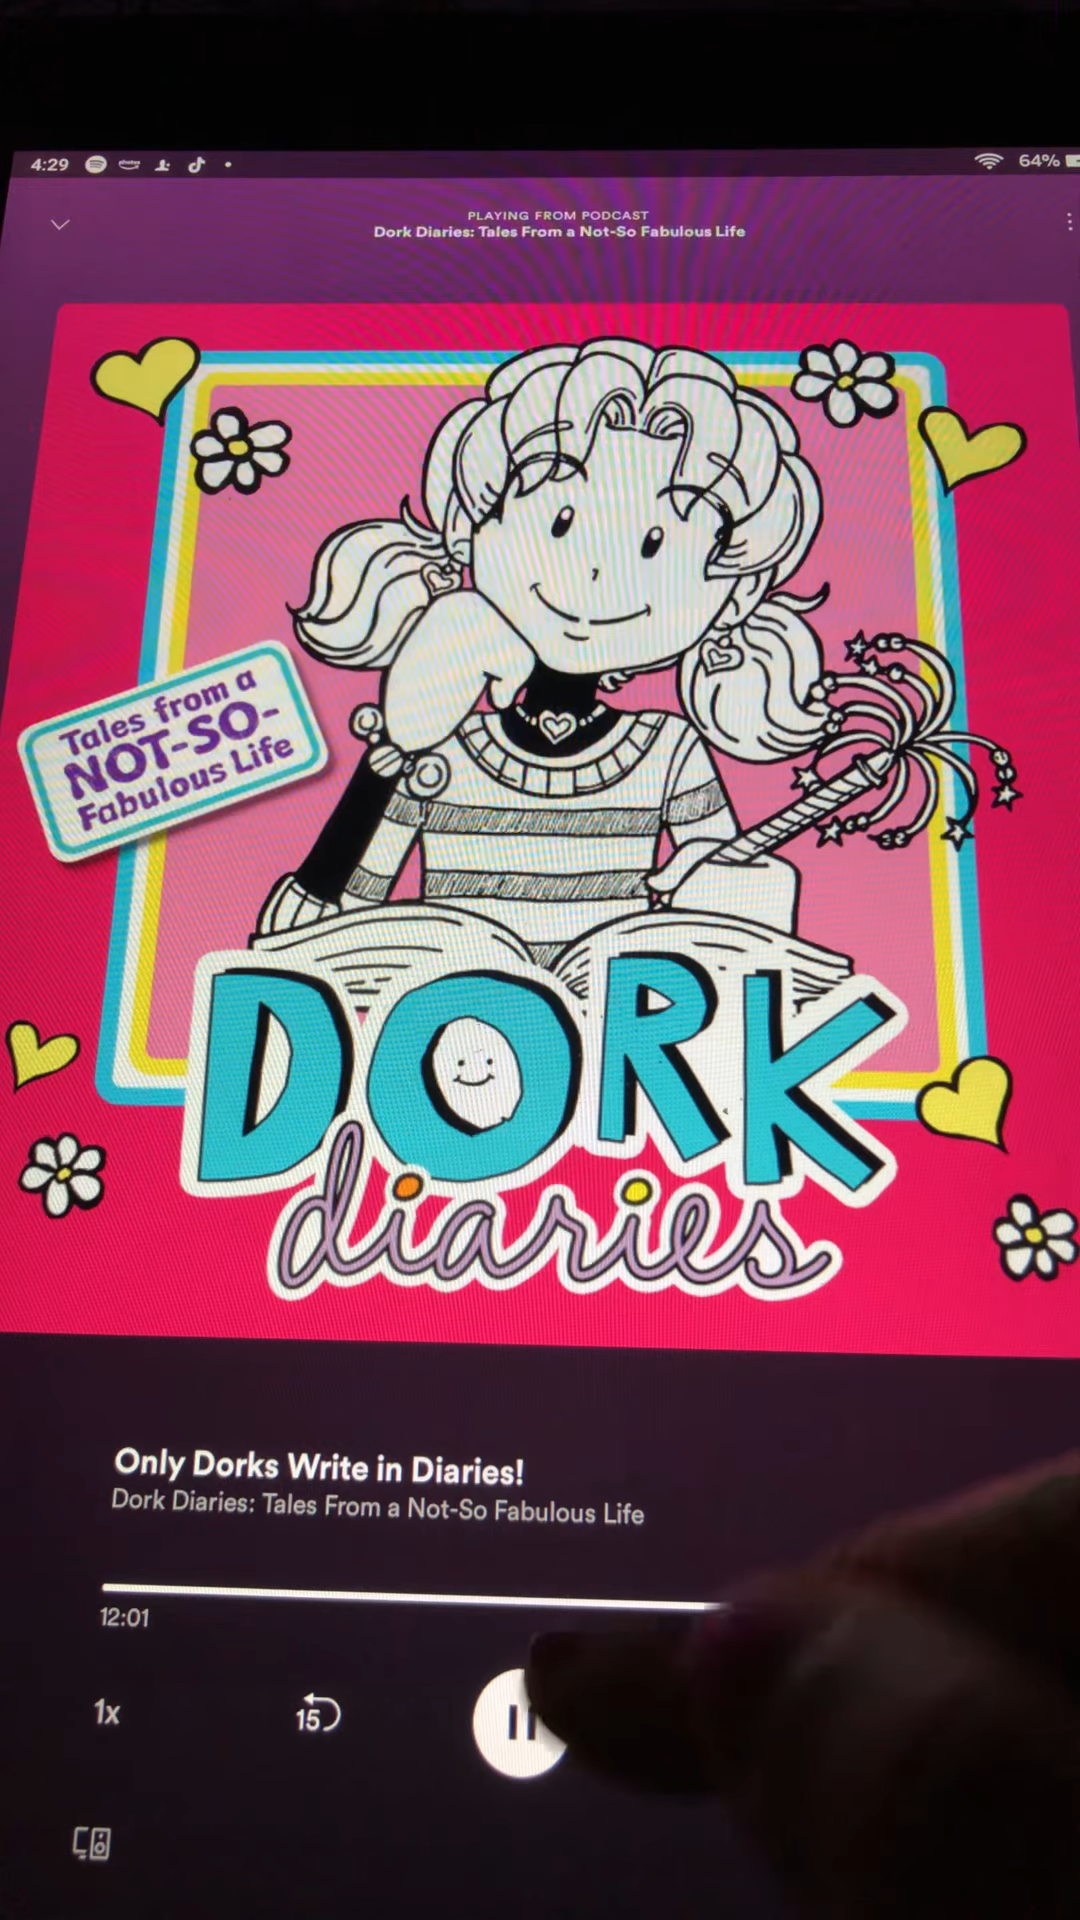 4:29
64%
PLAYING FROM PODCAST
Dork Diaries: Tales From a Not-So Fabulous Life
Tales from a
NOT-SO-
Fabulous Life
DORK
diaries
Only Dorks Write in Diaries!
Dork Diaries: Tales From a Not-So Fabulous Life
12:01
1x
15